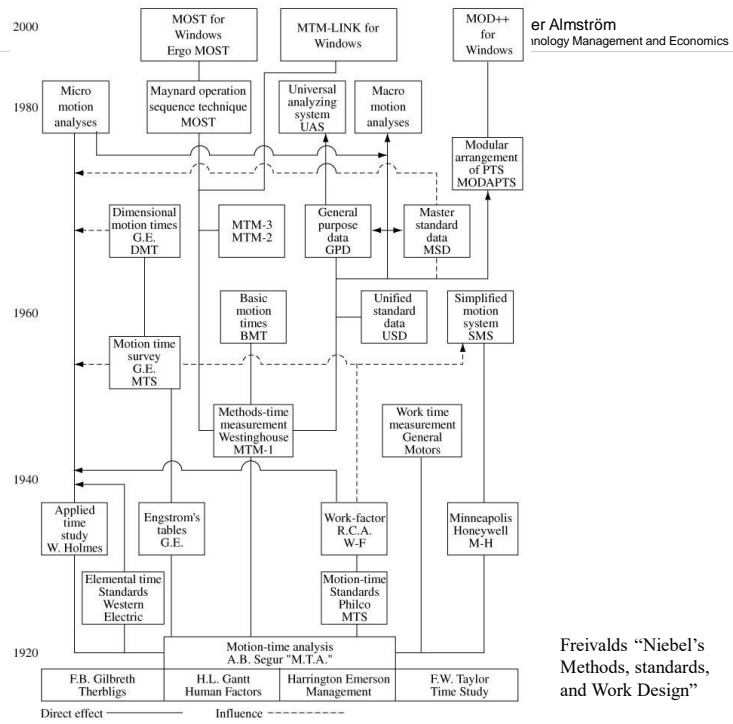 er Almström
nnology Management and Economics
2000
MOST for
Windows
Ergo MOST
MTM-LINK for
Windows
MOD++
for
Windows
1980
Micro
motion
analyses
Maynard operation
sequence technique
MOST
Universal
analyzing
system
UAS
Macro
motion
analyses
Modular
arrangement
of PTS
MODAPTS
Dimensional
motion times
G.E.
DMT
MTM-3
MTM-2
General
purpose
data
GPD
Master
standard
data
MSD
1960
Basic
motion
times
BMT
Unified
standard
data
USD
Simplified
motion
system
SMS
Motion time
survey
G.E.
MTS
Methods-time
measurement
Westinghouse
MTM-1
Work time
measurement
General
Motors
1940
Applied
time
study
W. Holmes
Engstrom's
tables
G.E.
Work-factor
R.C.A.
W-F
Minneapolis
Honeywell
M-H
Elemental time
Standards
Western
Electric
Motion-time
Standards
Philco
MTS
1920
Motion-time analysis
A.B. Segur "M.T.A."
F.B. Gilbreth
Therbligs
H.L. Gantt
Human Factors
Harrington Emerson
Management
F.W. Taylor
Time Study
Direct effect
Influence
Freivalds “Niebel’s
Methods, standards,
and Work Design”